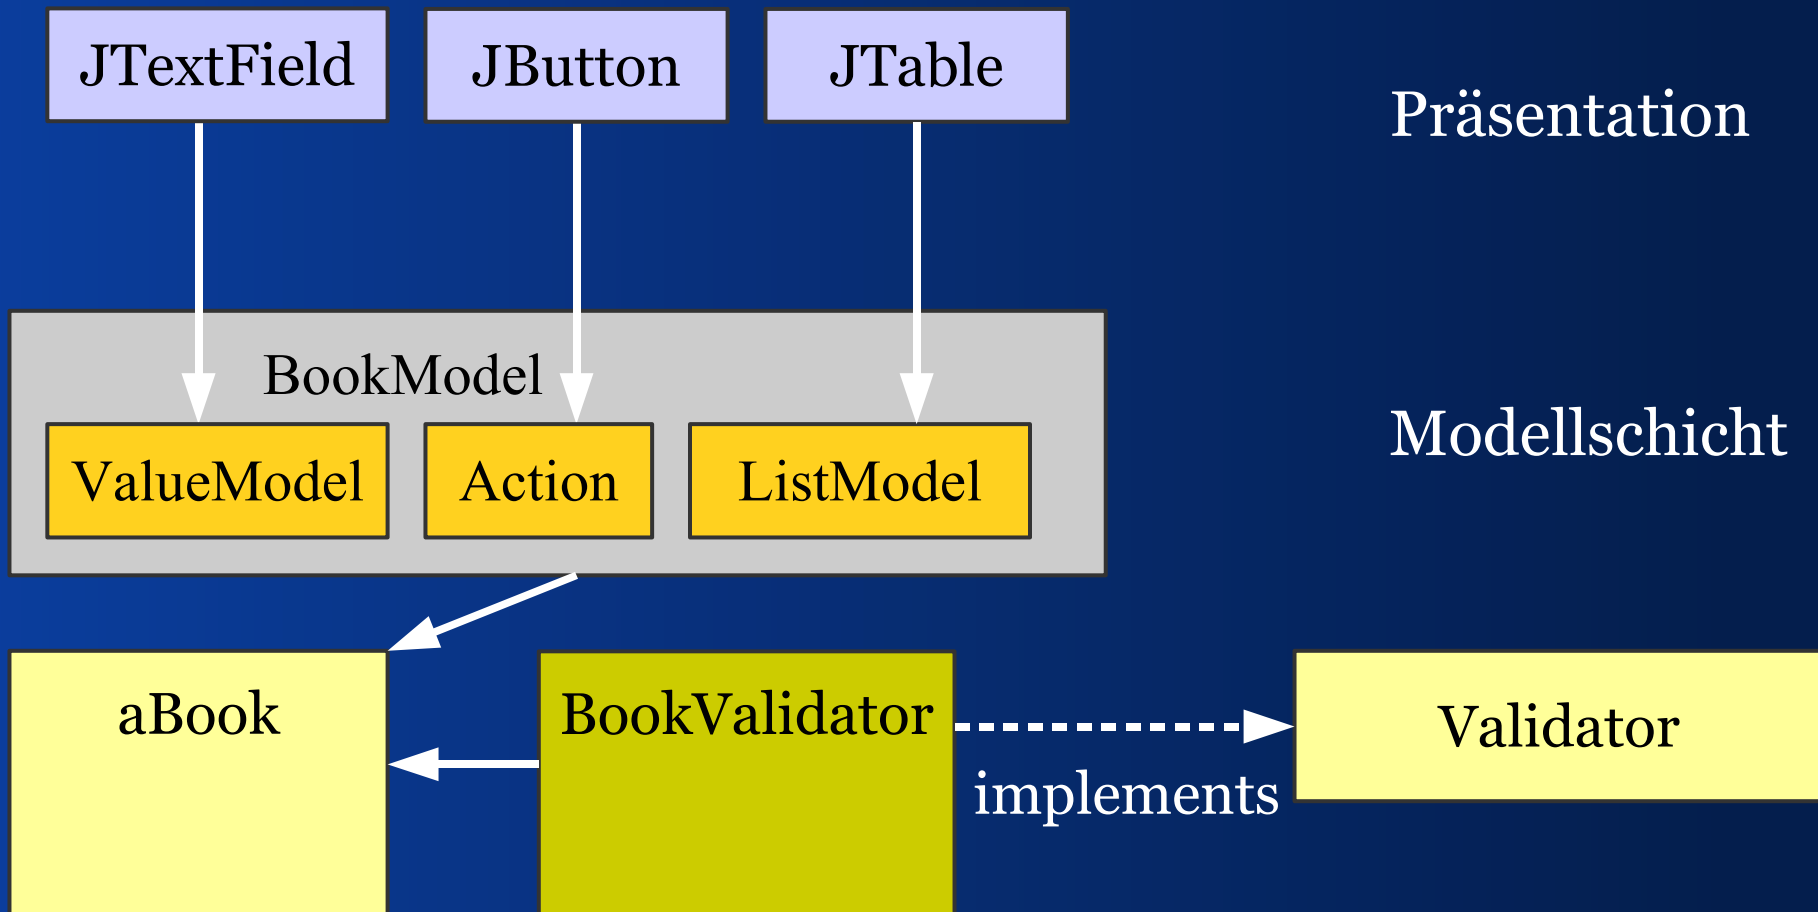 JTextField
JButton
JTable
Präsentation
BookModel
ValueModel
Action
ListModel
Modellschicht
aBook
BookValidator
implements
Validator